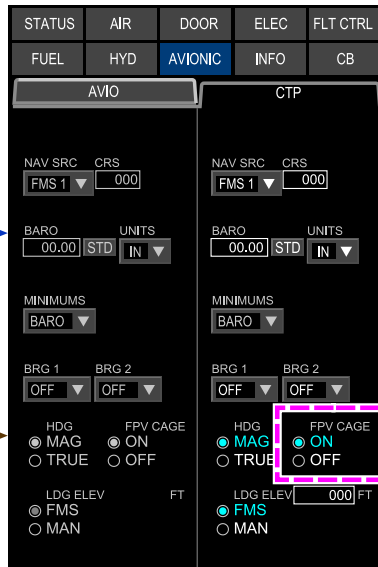 STATUS AIR DOOR ELEC FLT CTRL
FUEL HYD AVIONIC INFO CB
AVIO CTP
NAV SRC CRS NAV SRC CRS
FMS 1 000 FMS 1 000
BARO UNITS BARO UNITS
00.00 STD IN 00.00 STD IN
MINIMUMS MINIMUMS
BARO BARO
BRG 1 BRG 2 BRG 1 BRG 2
OFF OFF OFF OFF
HDG FPV CAGE HDG FPV CAGE
MAG ON MAG ON
TRUE OFF TRUE OFF
LDG ELEV FT LDG ELEV 000 FT
FMS FMS
MAN MAN